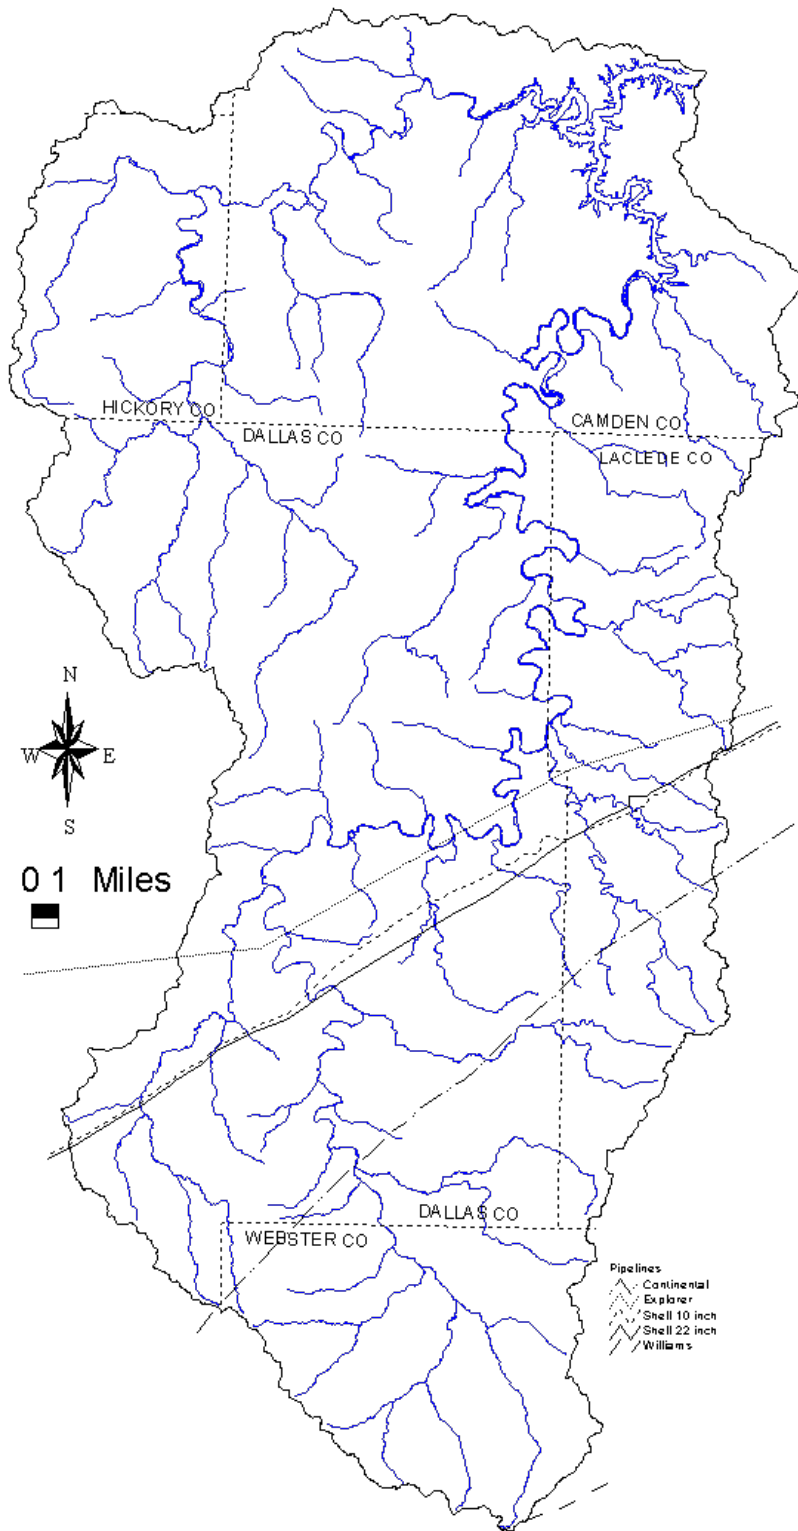 HICKORY CO
DALLAS CO
CAMDEN CO
LACLEDE CO
N
W E
S
0 1 Miles
DALLAS CO
WEBSTER CO
Pipelines
Continental
Explorer
Shell 10 inch
Shell 22 inch
Williams